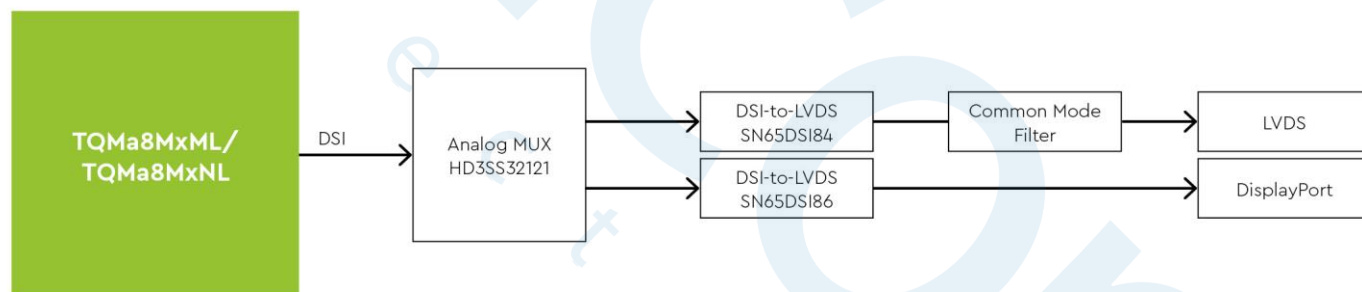 TQMa8MxML/
TQMa8MxNL
DSI
Analog MUX
HD3SS32121
DSI-to-LVDS
SN65DSI84
Common Mode
Filter
LVDS
DSI-to-LVDS
SN65DSI86
DisplayPort